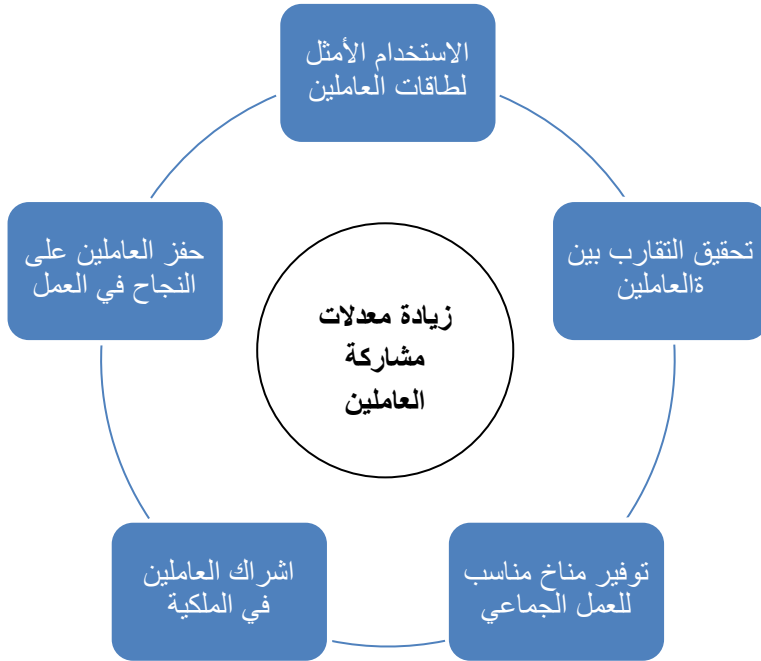 الاستخدام الأمثل
لطاقات العاملين
تحقيق التقارب بين
ةالعاملين
توفير مناخ مناسب
للعمل الجماعي
اشراك العاملين
في الملكية
حفز العاملين على
النجاح في العمل
زيادة معدلات
مشاركة
العاملين